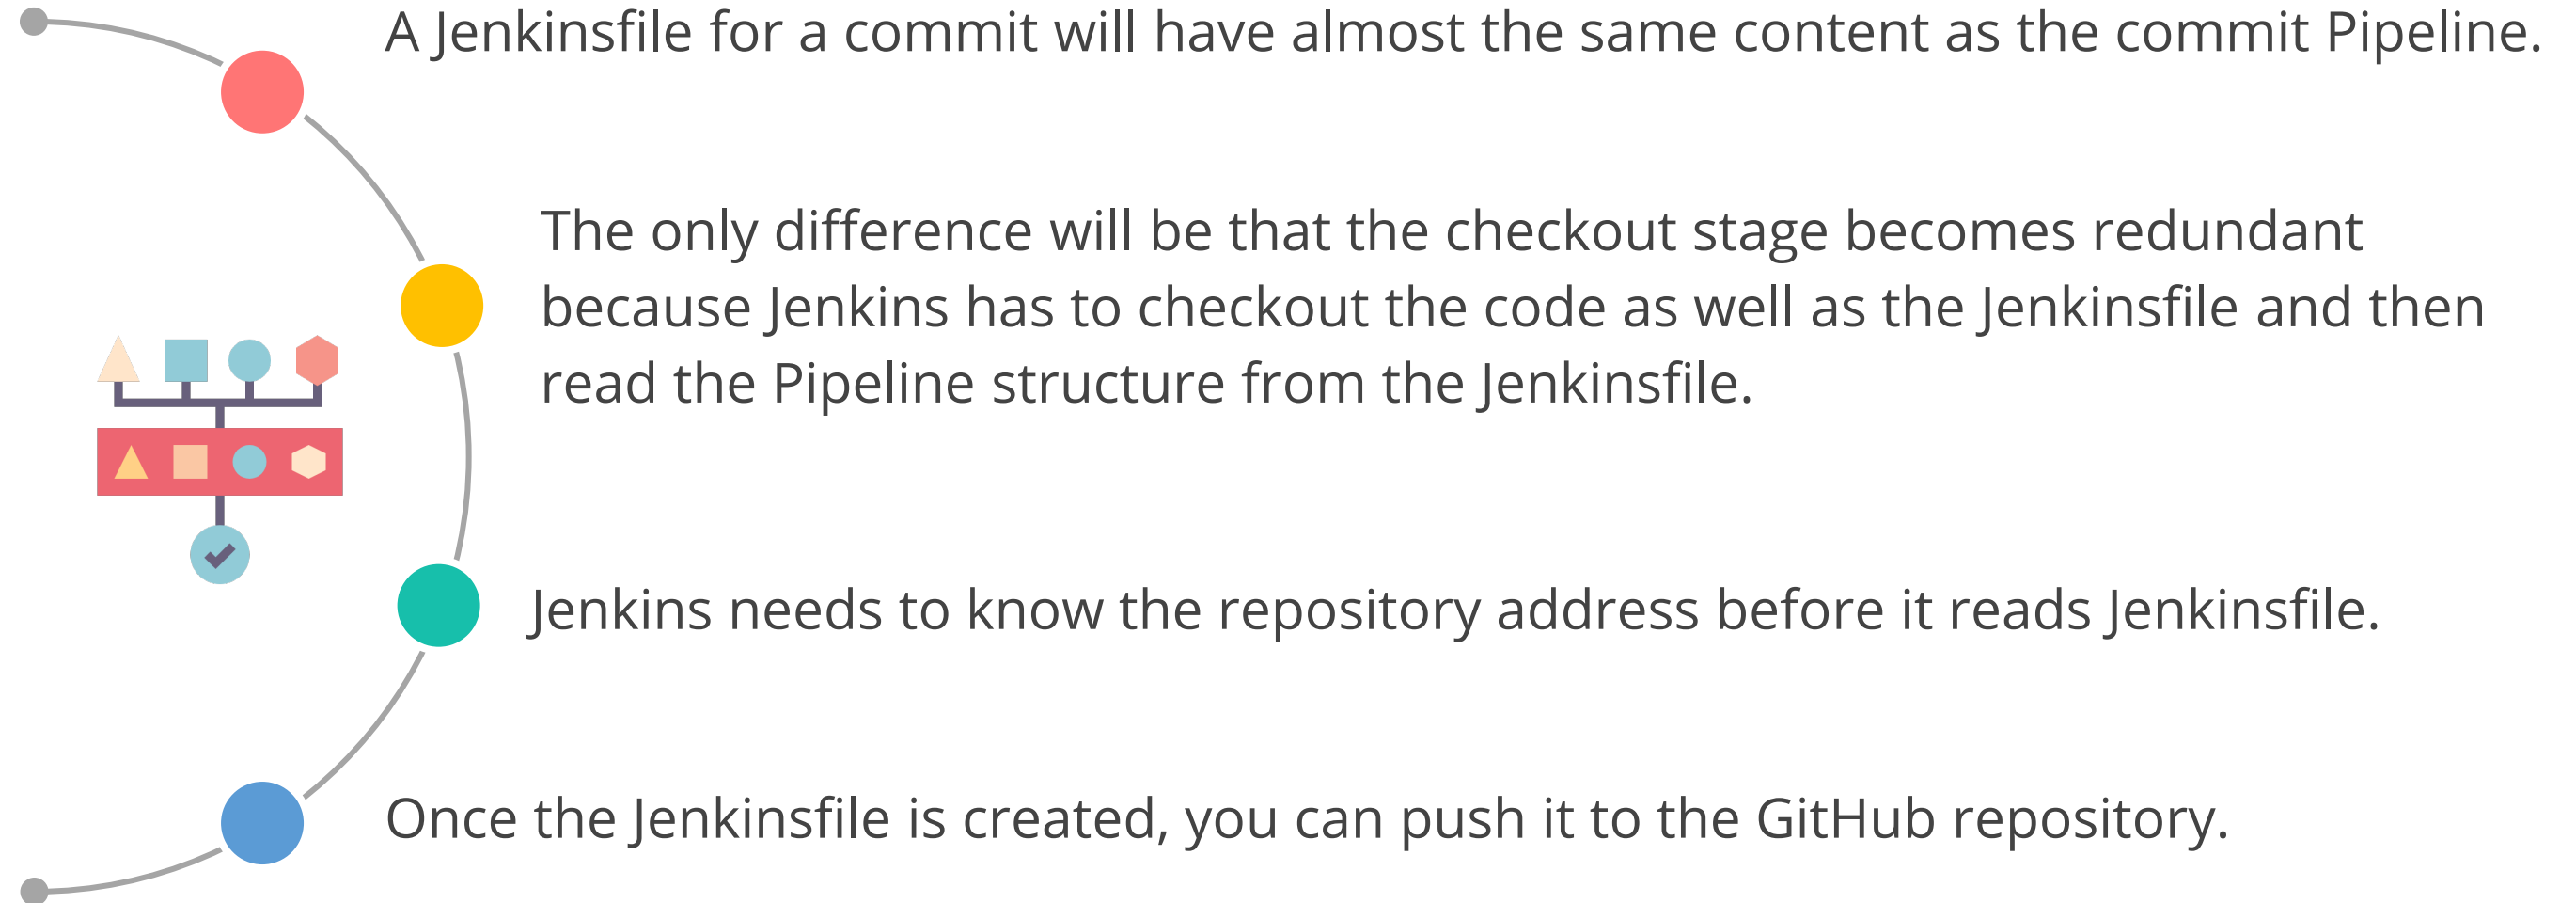 A Jenkinsfile for a commit will have almost the same content as the commit Pipeline.
The only difference will be that the checkout stage becomes redundant
because Jenkins has to checkout the code as well as the Jenkinsfile and then
read the Pipeline structure from the Jenkinsfile.
Jenkins needs to know the repository address before it reads Jenkinsfile.
Once the Jenkinsfile is created, you can push it to the GitHub repository.